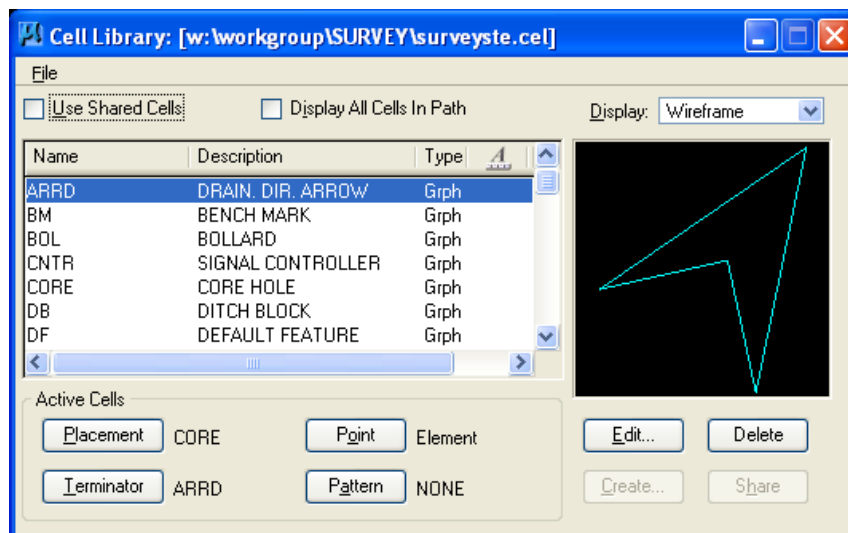 Cell Library: [w:\workgroup\SURVEY\surveyste.cel]
File
Use Shared Cells Display All Cells In Path Display: Wireframe
Name Description Type A
ARRD DRAIN. DIR. ARROW Grph
BM BENCH MARK Grph
BOL BOLLARD Grph
CNTR SIGNAL CONTROLLER Grph
CORE CORE HOLE Grph
DB DITCH BLOCK Grph
DF DEFAULT FEATURE Grph
Active Cells
Placement CORE Point Element Edit... Delete
Terminator ARRD Pattern NONE Create... Share